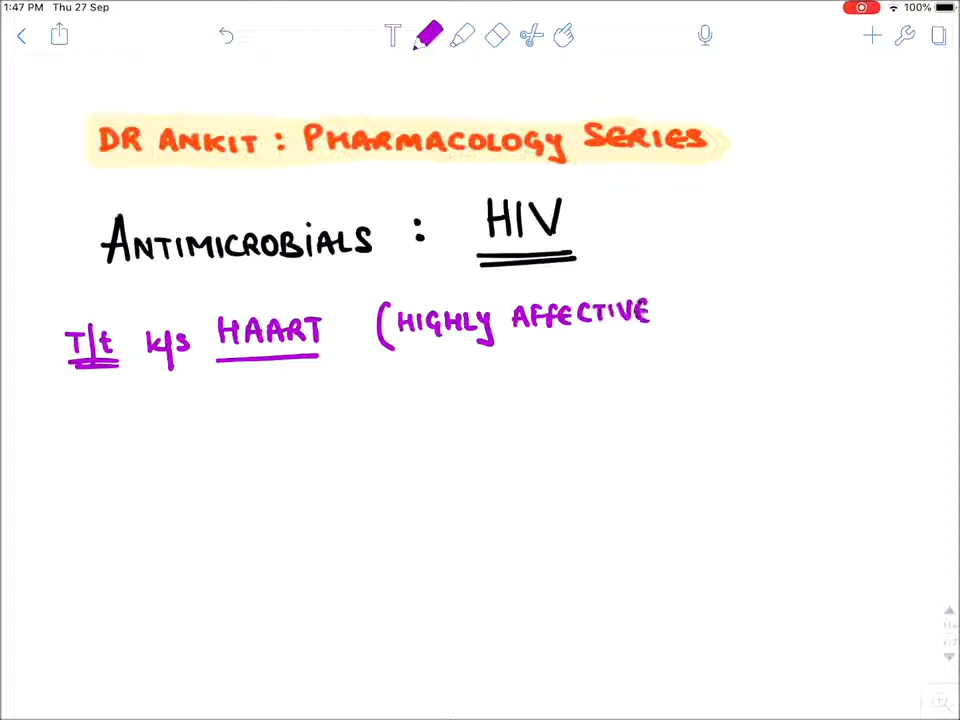 1:47 PM Thu 27 Sep 100%
T
DR ANKIT : PHARMACOLOGY SERIES
ANTIMICROBIALS : HIV
T/t k/s HAART (HIGHLY AFFECTIVE